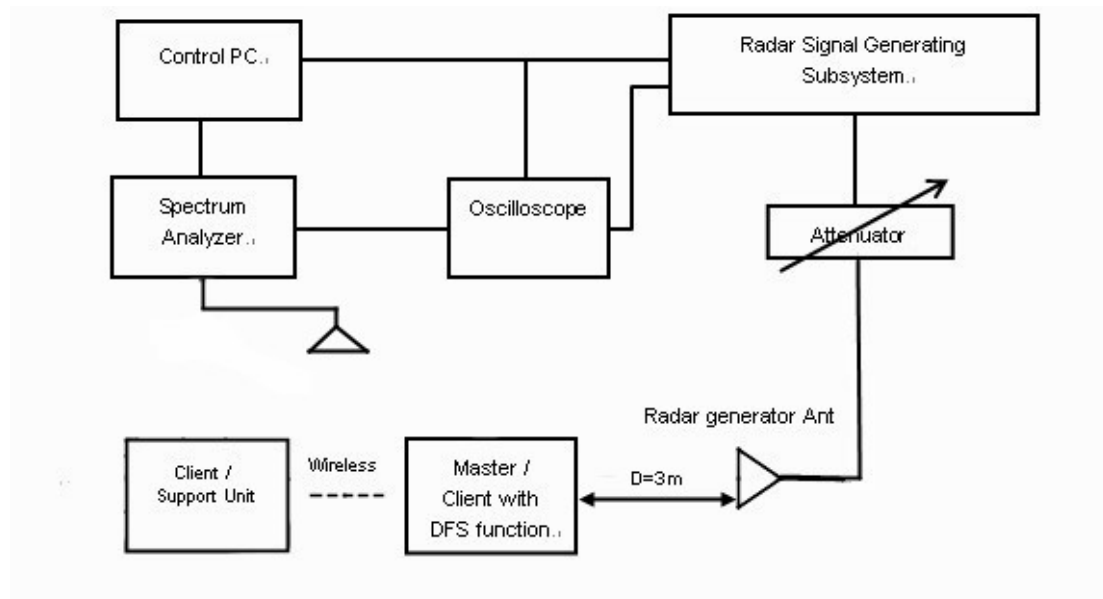 Control PC
Radar Signal Generating
Subsystem
Spectrum
Analyzer
Oscilloscope
Attenuator
Radar generator Ant
Client /
Support Unit
Wireless
Master /
Client with
DFS function
D=3m